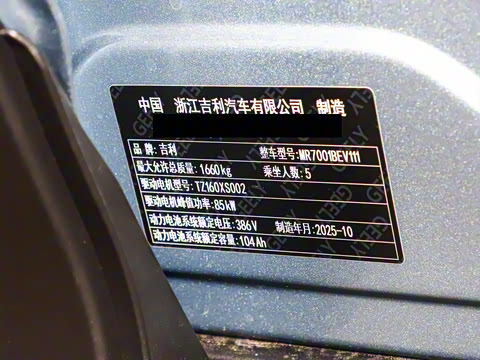 中国 浙江吉利汽车有限公司 制造
品 牌:吉利 整车型号:MR7001BEV111
最大允许总质量:1660kg 乘坐人数:5
驱动电机型号:TZ160XS002
驱动电机峰值功率:85kW
动力电池系统额定电压:386V 制造年月:2025-10
动力电池系统额定容量:104Ah